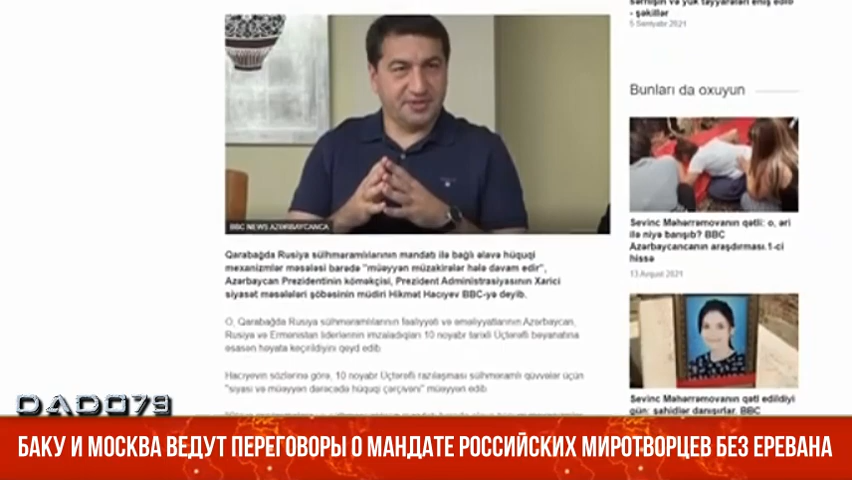 sərnişin və yük təyyarələri eniş edib
- şəkillər
5 Sentyabr 2021
Bunları da oxuyun
BBC NEWS AZƏRBAYCANCA
Qarabağda Rusiya sülhməramlılarının mandatı ilə bağlı əlavə hüquqi
mexanizmlər məsələsi barədə "müəyyən müzakirələr hələ davam edir",
Azərbaycan Prezidentinin köməkçisi, Prezident Administrasiyasının Xarici
siyasət məsələləri şöbəsinin müdiri Hikmət Hacıyev BBC-yə deyib.
O, Qarabağda Rusiya sülhməramlılarının fəaliyyəti və əməliyyatlarının Azərbaycan,
Rusiya və Ermənistan liderlərinin imzaladıqları 10 noyabr tarixli Üçtərəfli bəyanatına
əsasən həyata keçirildiyini qeyd edib.
Hacıyevin sözlərinə görə, 10 noyabr Üçtərəfli razılaşması sülhməramlı qüvvələr üçün
"siyasi və müəyyən dərəcədə hüquqi çərçivəni" müəyyən edib.
Sevinc Məhərrəmovanın qətli: o, əri
ilə niyə barışıb? BBC
Azərbaycancanın araşdırması.1-ci
hissə
13 Avqust 2021
Sevinc Məhərrəmovanın qətl edildiyi
gün: şahidlər danışırlar. BBC
DADO79
БАКУ И МОСКВА ВЕДУТ ПЕРЕГОВОРЫ О МАНДАТЕ РОССИЙСКИХ МИРОТВОРЦЕВ БЕЗ ЕРЕВАНА